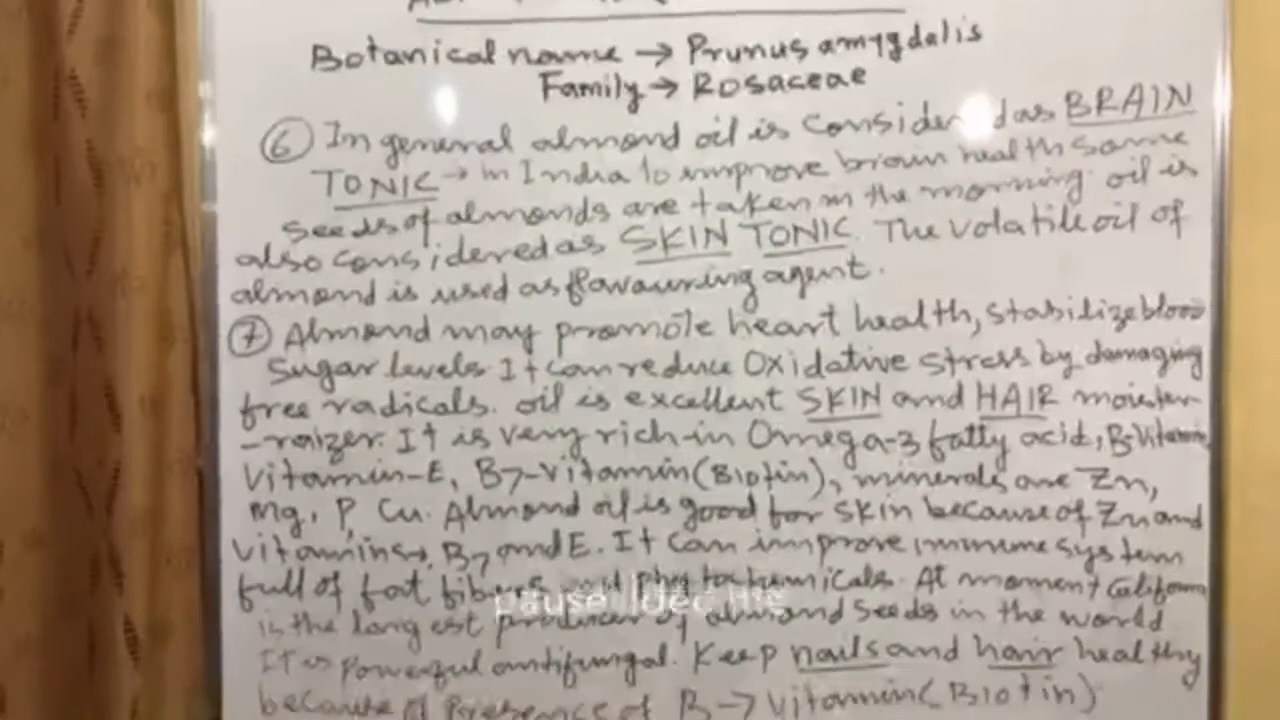 Botanical name → Prunus amygdalis
Family → Rosaceae
⑥ In general almond oil is considered as BRAIN
TONIC → in India to improve brain health some
seeds of almonds are taken in the morning. oil is
also considered as SKIN TONIC. The volatile oil of
almond is used as flavouring agent.
⑦ Almond may promote heart health, stabilize blood
sugar levels. It can reduce Oxidative stress by damaging
free radicals. oil is excellent SKIN and HAIR moister
-raizer. It is very rich-in Omega-3 fatty acid, B-Vitamin,
Vitamin-E, B7-vitamin (Biotin), minerals are Zn,
Mg, P, Cu. Almond oil is good for skin because of Zn and
vitamins, B7 and E. It can improve immune system
full of fat fibers and phytochemicals. At moment California
is the longest producer of almond seeds in the world
It is powerful antifungal. Keep nails and hair healthy
because of Presence of B-7 vitamin (Biotin)